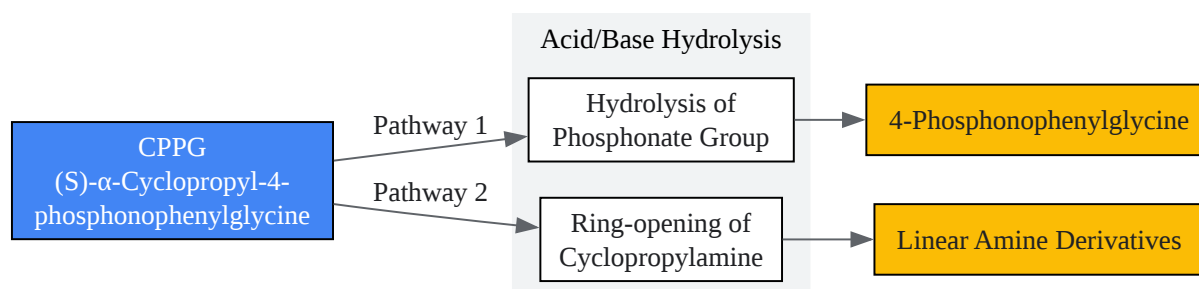 Acid/Base Hydrolysis
CPPG
(S)-α-Cyclopropyl-4-
phosphonophenylglycine
Pathway 1
Hydrolysis of
Phosphonate Group
4-Phosphonophenylglycine
Pathway 2
Ring-opening of
Cyclopropylamine
Linear Amine Derivatives